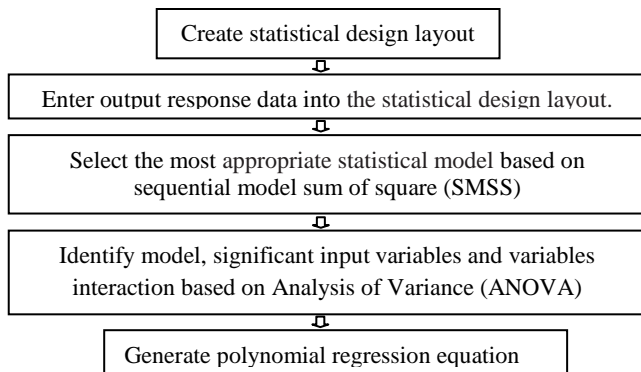 Create statistical design layout
Enter output response data into the statistical design layout.
Select the most appropriate statistical model based on
sequential model sum of square (SMSS)
Identify model, significant input variables and variables
interaction based on Analysis of Variance (ANOVA)
Generate polynomial regression equation